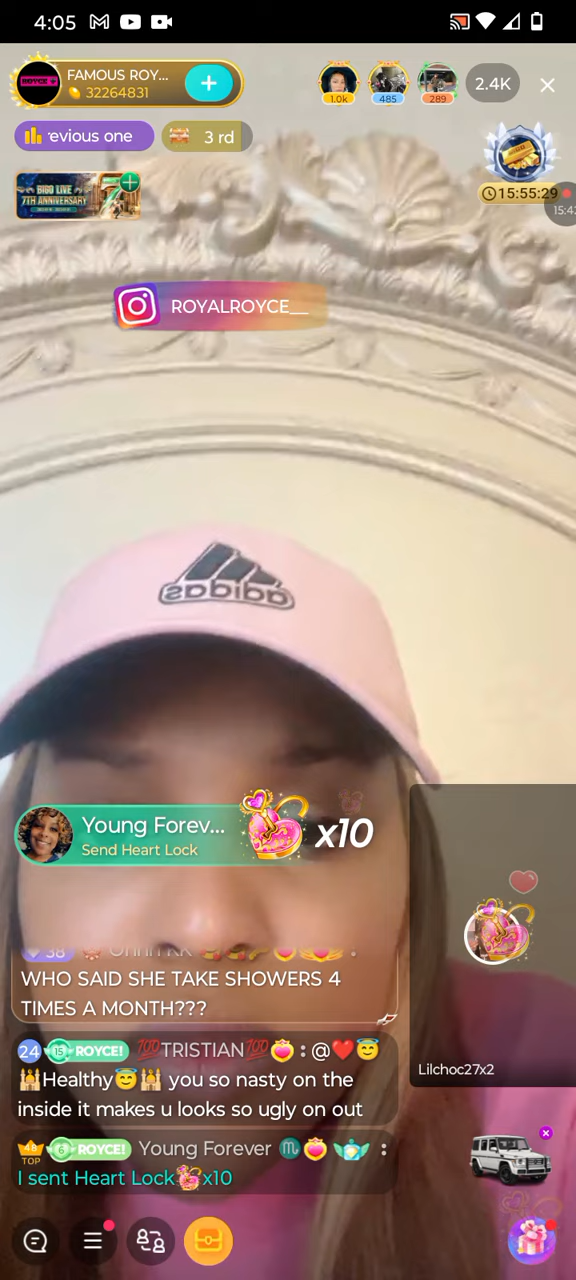 4:05
FAMOUS ROY...
32264831
1.0k
485
289
2.4K
revious one
3 rd
BIGO LIVE
7TH ANNIVERSARY
15:55:29
ROYALROYCE__
adidas
Young Forev...
Send Heart Lock
x10
38
WHO SAID SHE TAKE SHOWERS 4
TIMES A MONTH???
24 15 ROYCE! 💯TRISTIAN💯 : @❤️😇
🕌Healthy😇🕌 you so nasty on the
inside it makes u looks so ugly on out
48 TOP 6 ROYCE! Young Forever ♏ :
I sent Heart Lock x10
Lilchoc27x2